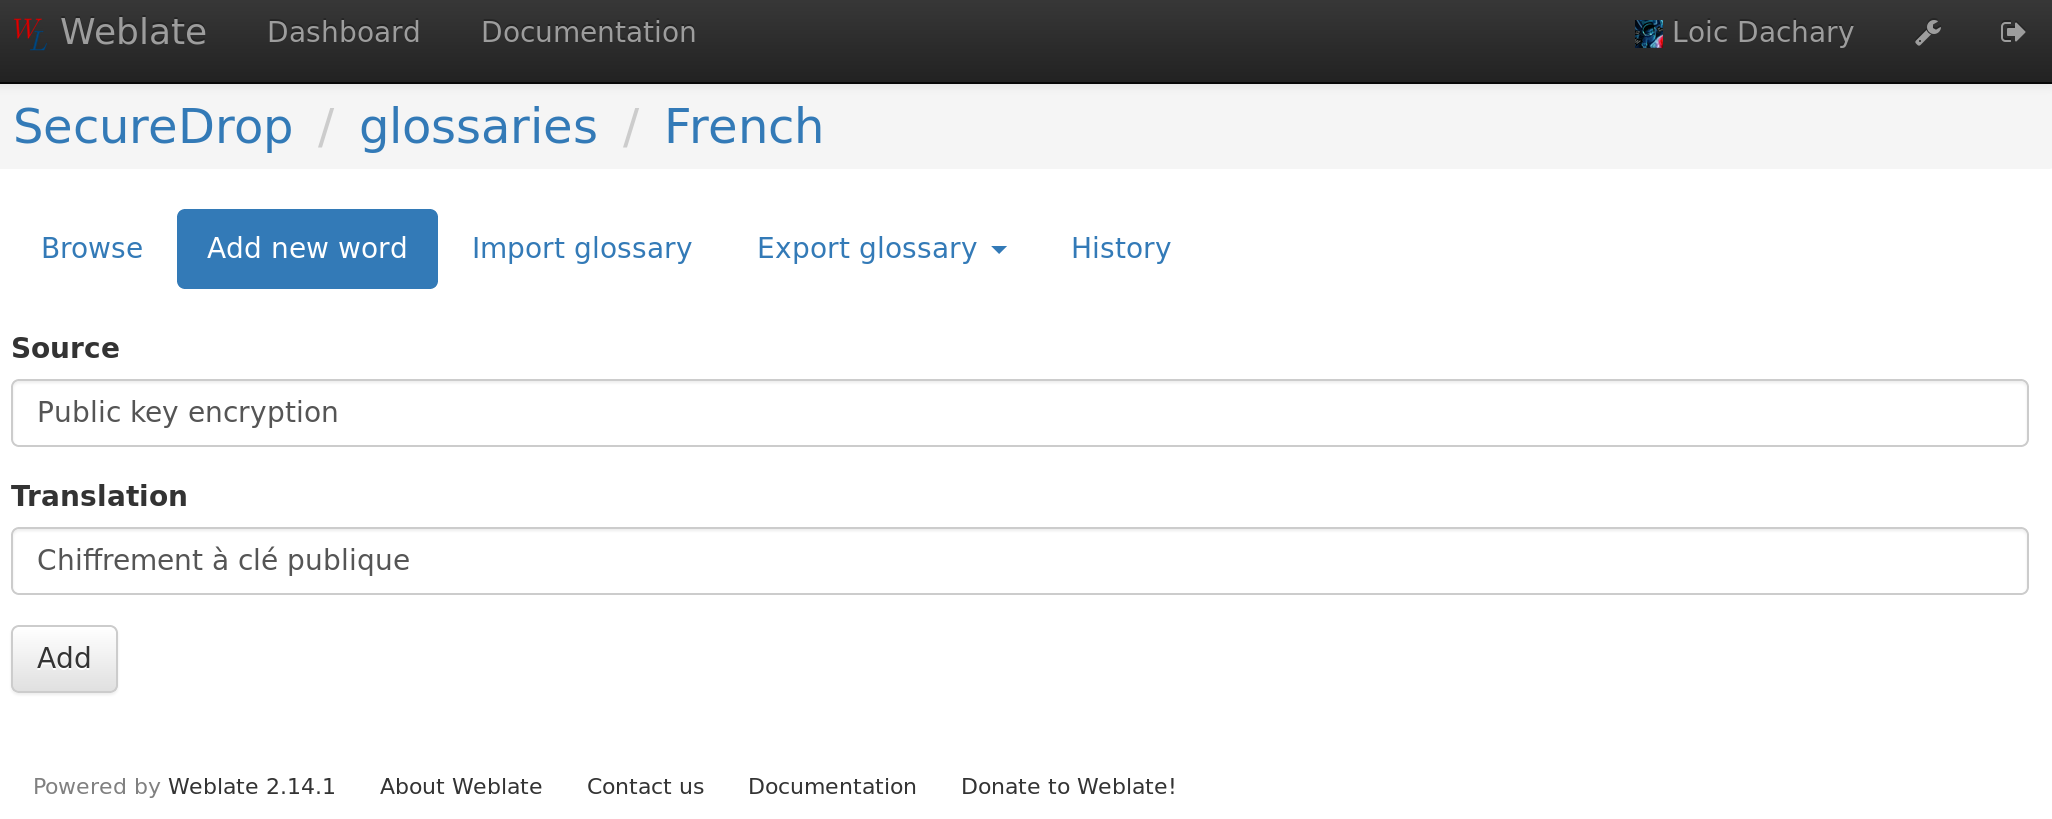 WL Weblate Dashboard Documentation Loic Dachary
SecureDrop / glossaries / French
Browse Add new word Import glossary Export glossary History
Source
Public key encryption
Translation
Chiffrement à clé publique
Add
Powered by Weblate 2.14.1 About Weblate Contact us Documentation Donate to Weblate!